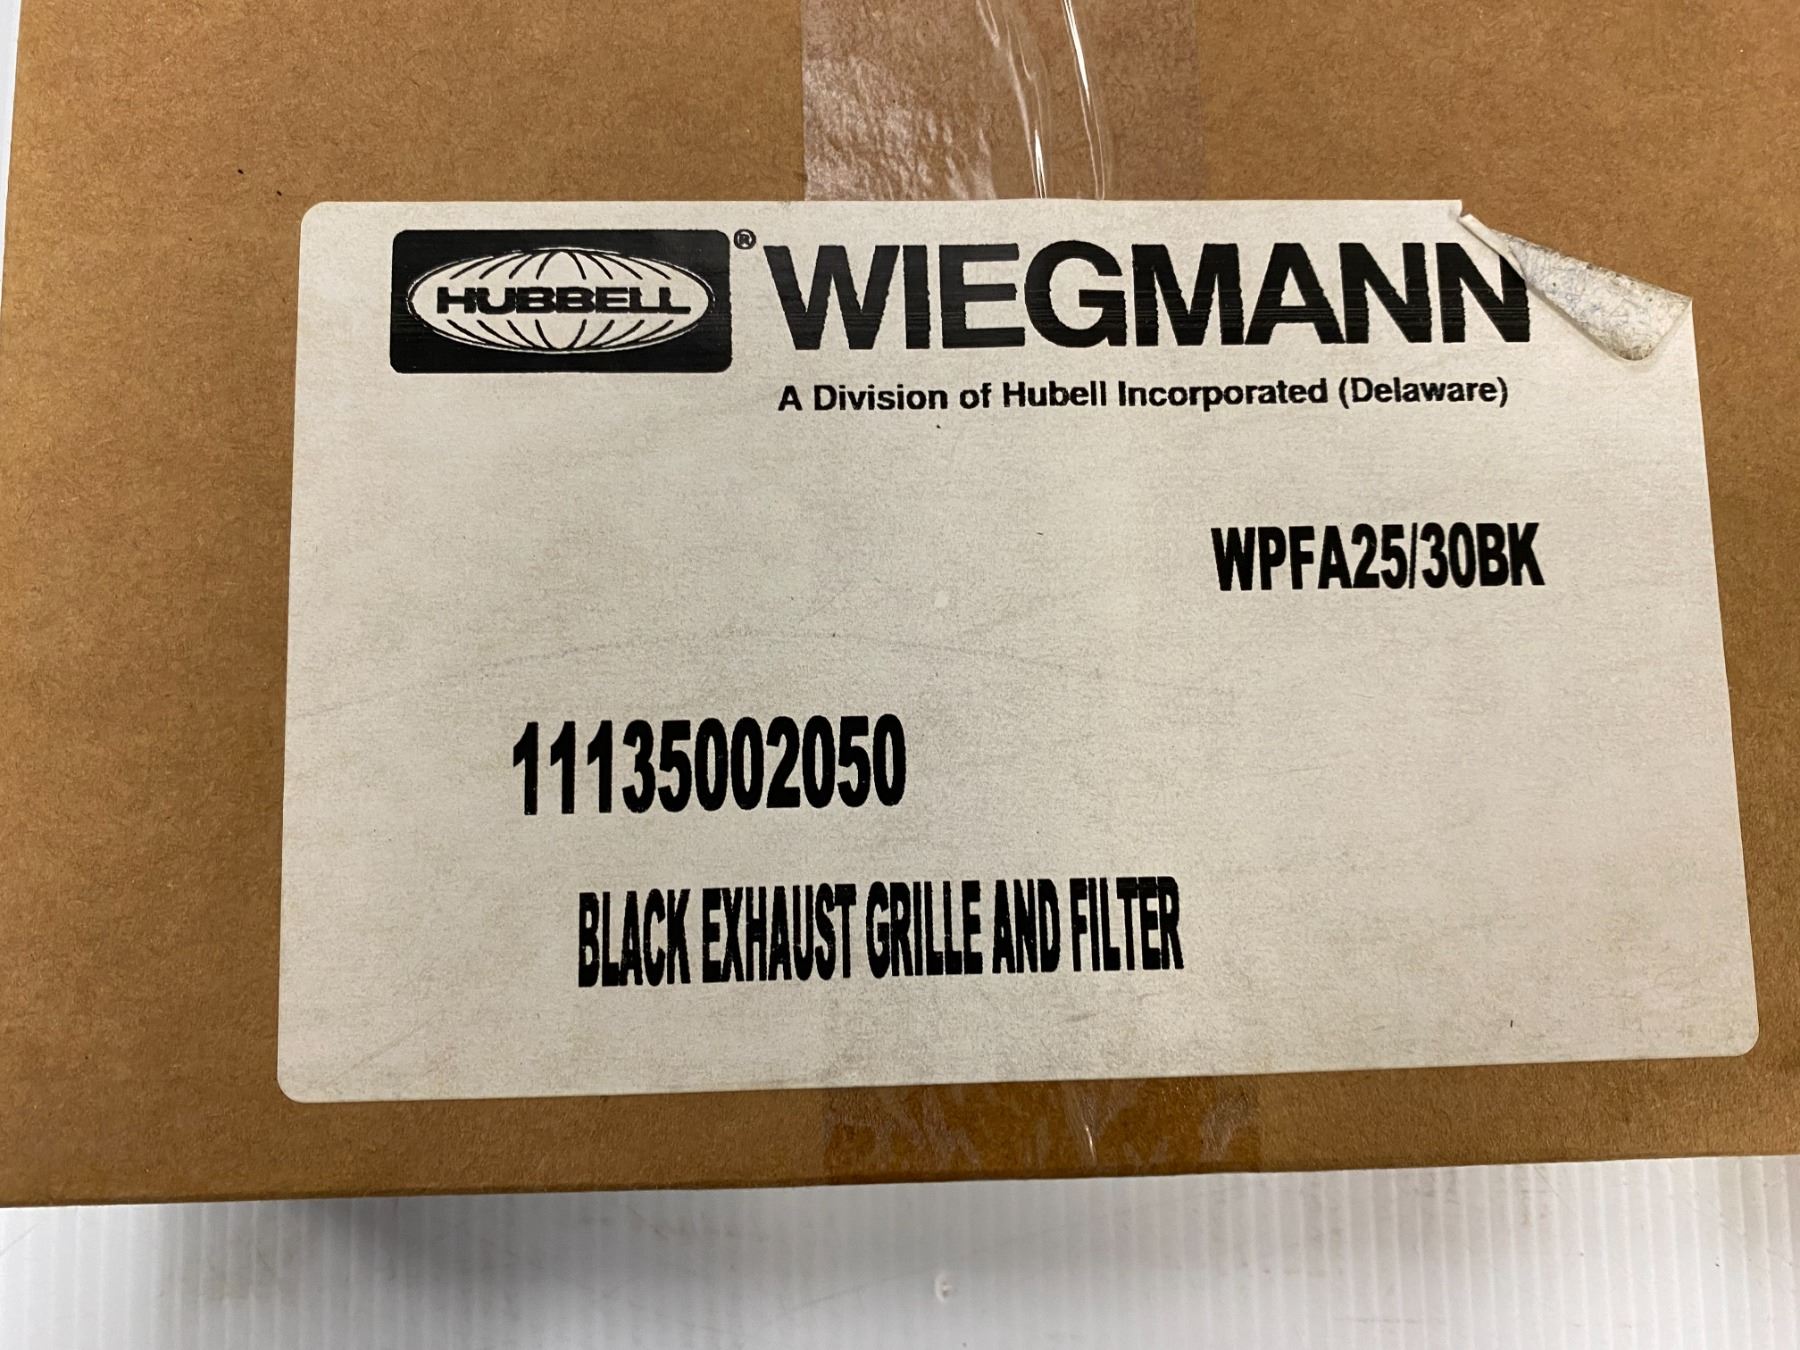 HUBBELL® WIEGMANN
A Division of Hubell Incorporated (Delaware)
WPFA25/30BK
11135002050
BLACK EXHAUST GRILLE AND FILTER